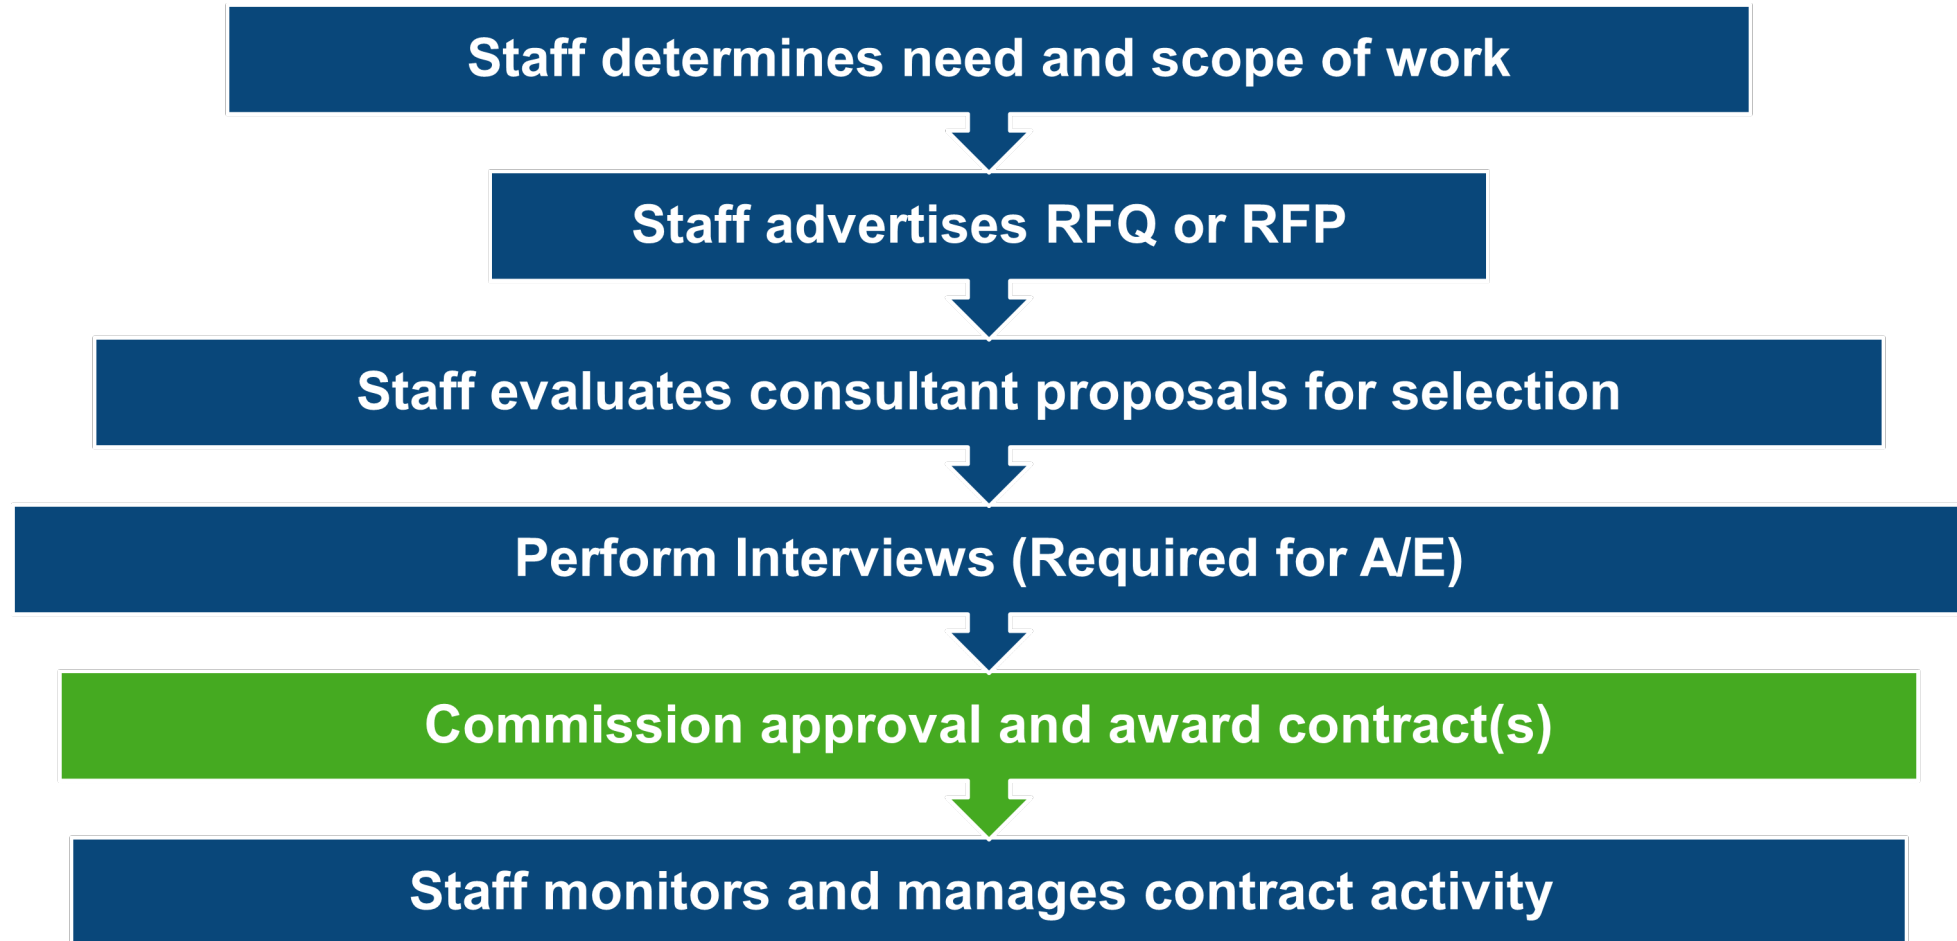 Staff determines need and scope of work
Staff advertises RFQ or RFP
Staff evaluates consultant proposals for selection
Perform Interviews (Required for A/E)
Commission approval and award contract(s)
Staff monitors and manages contract activity